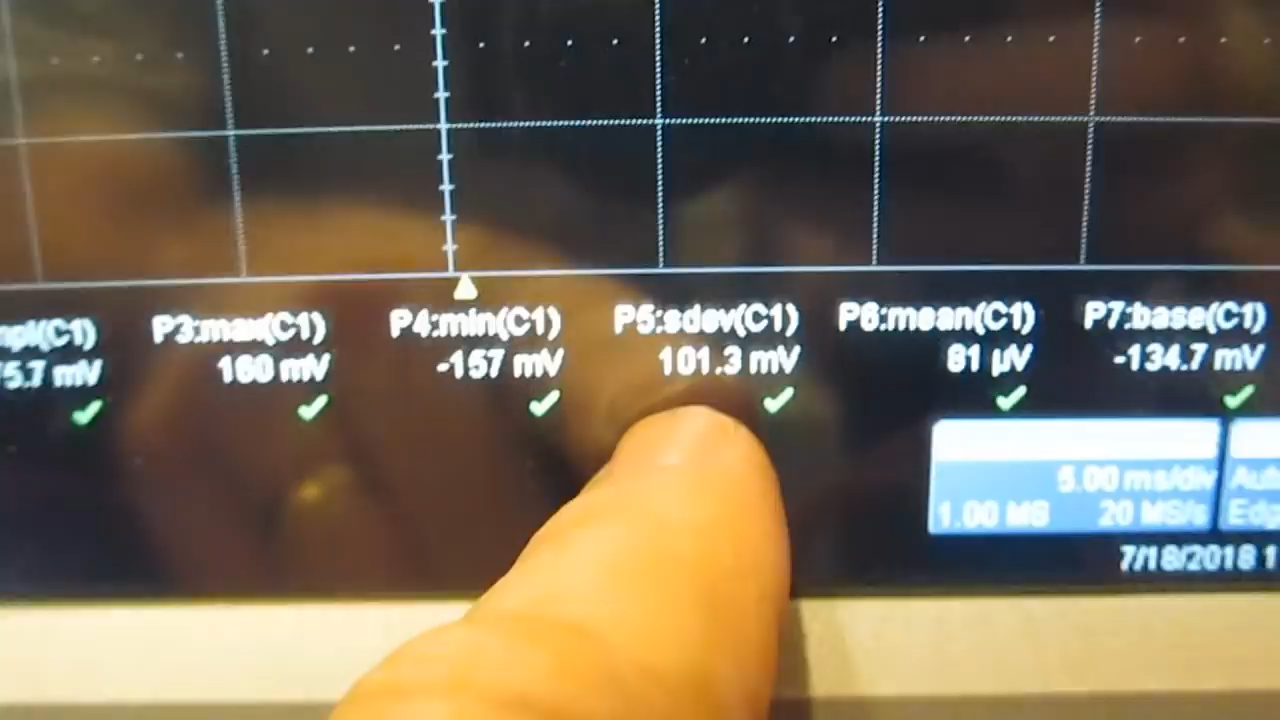 P3:max(C1) P4:min(C1) P5:sdev(C1) P6:mean(C1) P7:base(C1)
5.7 mV 160 mV -157 mV 101.3 mV 81 µV -134.7 mV
5.00 ms/div
1.00 MS 20 MS/s
7/18/2018